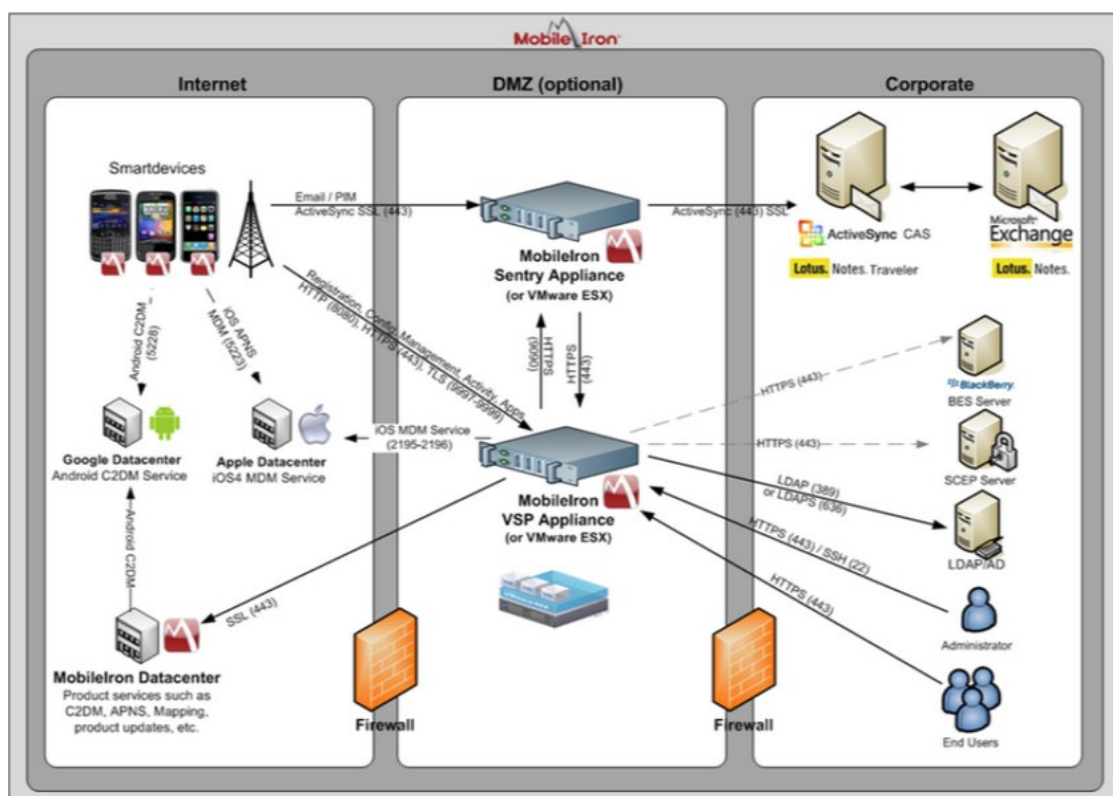 MobileIron
Internet
DMZ (optional)
Corporate
Smartdevices
Email / PIM
ActiveSync SSL (443)
MobileIron
Sentry Appliance
(or VMware ESX)
ActiveSync (443) SSL
ActiveSync CAS
Lotus. Notes. Traveler
Microsoft
Exchange
Lotus. Notes.
Registration, Config, Management, Activity, Apps
HTTP (8080), HTTPS (443), TLS (9997-9999)
Android C2DM
(5228)
iOS APNS
MDM (5223)
HTTPS
(9090)
HTTPS
(443)
HTTPS (443)
BlackBerry
BES Server
Google Datacenter
Android C2DM Service
Apple Datacenter
iOS4 MDM Service
iOS MDM Service
(2195-2196)
MobileIron
VSP Appliance
(or VMware ESX)
HTTPS (443)
SCEP Server
LDAP (389)
or LDAPS (636)
LDAP/AD
HTTPS (443) / SSH (22)
Administrator
HTTPS (443)
End Users
Android C2DM
SSL (443)
MobileIron Datacenter
Product services such as
C2DM, APNS, Mapping,
product updates, etc.
Firewall
Firewall